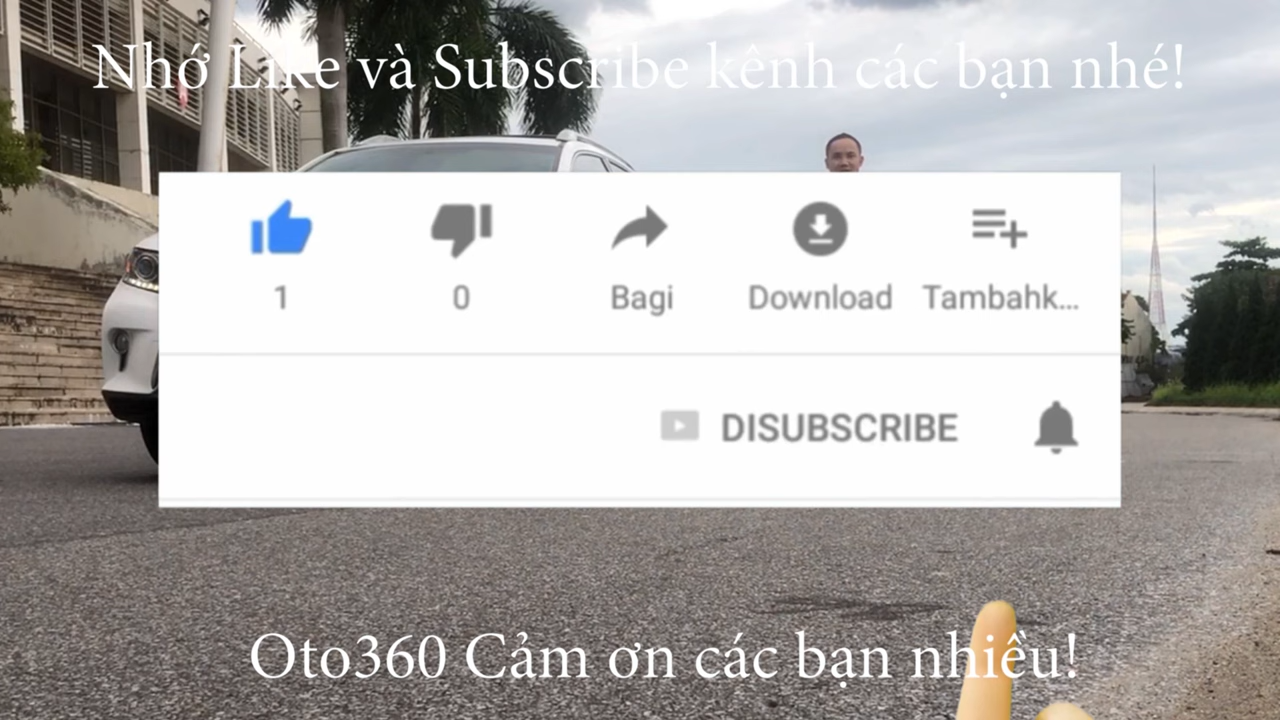 Nhớ Like và Subscribe kênh các bạn nhé!
1 0 Bagi Download Tambahk...
DISUBSCRIBE
Oto360 Cảm ơn các bạn nhiều!